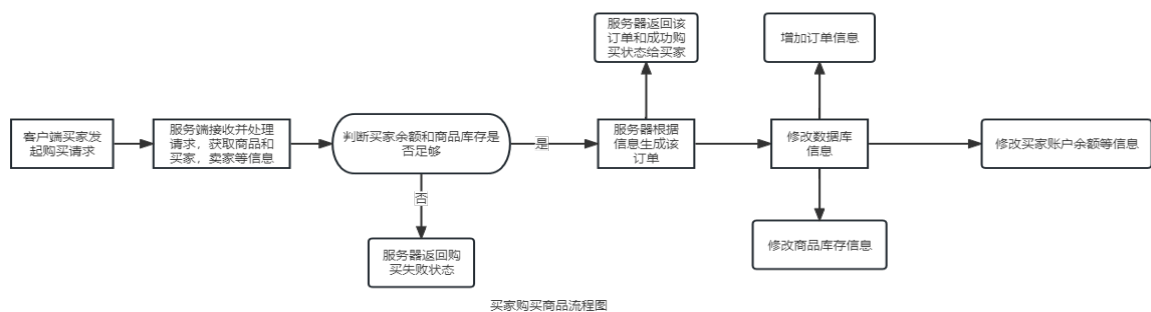 服务器返回该
订单和成功购
买状态给买家
增加订单信息
客户端买家发
起购买请求
服务端接收并处理
请求，获取商品和
买家，卖家等信息
判断买家余额和商品库存是
否足够
是
服务器根据
信息生成该
订单
修改数据库
信息
修改买家账户余额等信息
否
服务器返回购
买失败状态
修改商品库存信息
买家购买商品流程图